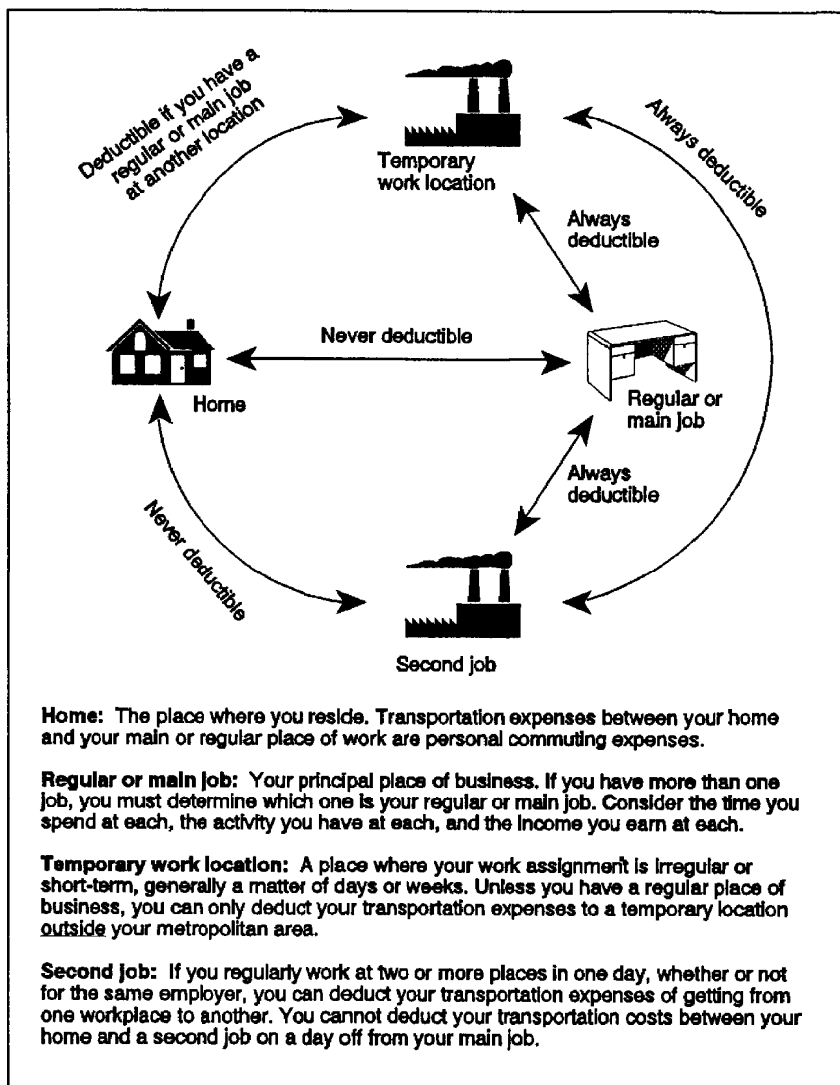 Deductible if you have a
regular or main job
at another location
Temporary
work location
Always deductible
Always
deductible
Never deductible
Home
Regular or
main job
Always
deductible
Never deductible
Second job
Home: The place where you reside. Transportation expenses between your home
and your main or regular place of work are personal commuting expenses.
Regular or main job: Your principal place of business. If you have more than one
job, you must determine which one is your regular or main job. Consider the time you
spend at each, the activity you have at each, and the income you earn at each.
Temporary work location: A place where your work assignment is irregular or
short-term, generally a matter of days or weeks. Unless you have a regular place of
business, you can only deduct your transportation expenses to a temporary location
outside your metropolitan area.
Second job: If you regularly work at two or more places in one day, whether or not
for the same employer, you can deduct your transportation expenses of getting from
one workplace to another. You cannot deduct your transportation costs between your
home and a second job on a day off from your main job.